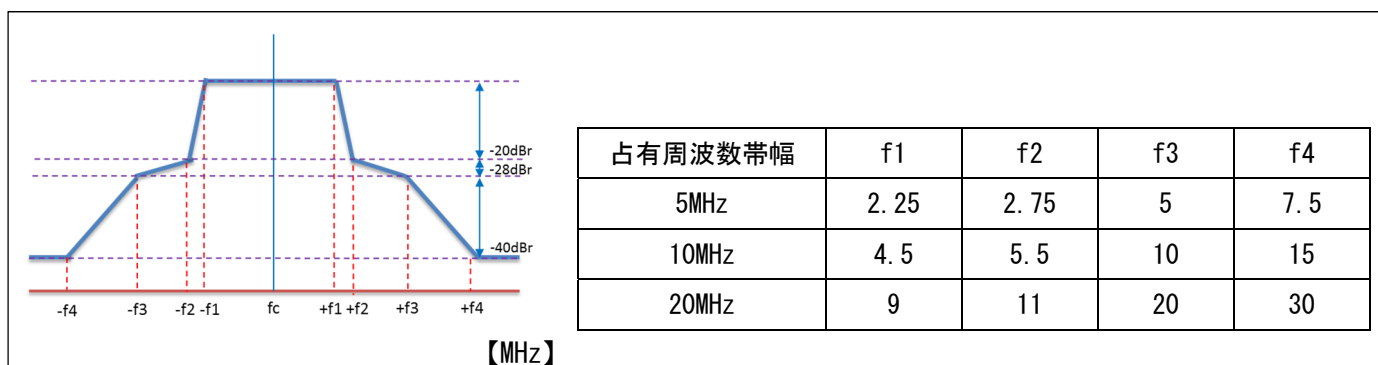 -20dBr
-28dBr
-40dBr
-f4 -f3 -f2 -f1 fc +f1 +f2 +f3 +f4
【MHz】
占有周波数帯幅 f1 f2 f3 f4
5MHz 2.25 2.75 5 7.5
10MHz 4.5 5.5 10 15
20MHz 9 11 20 30